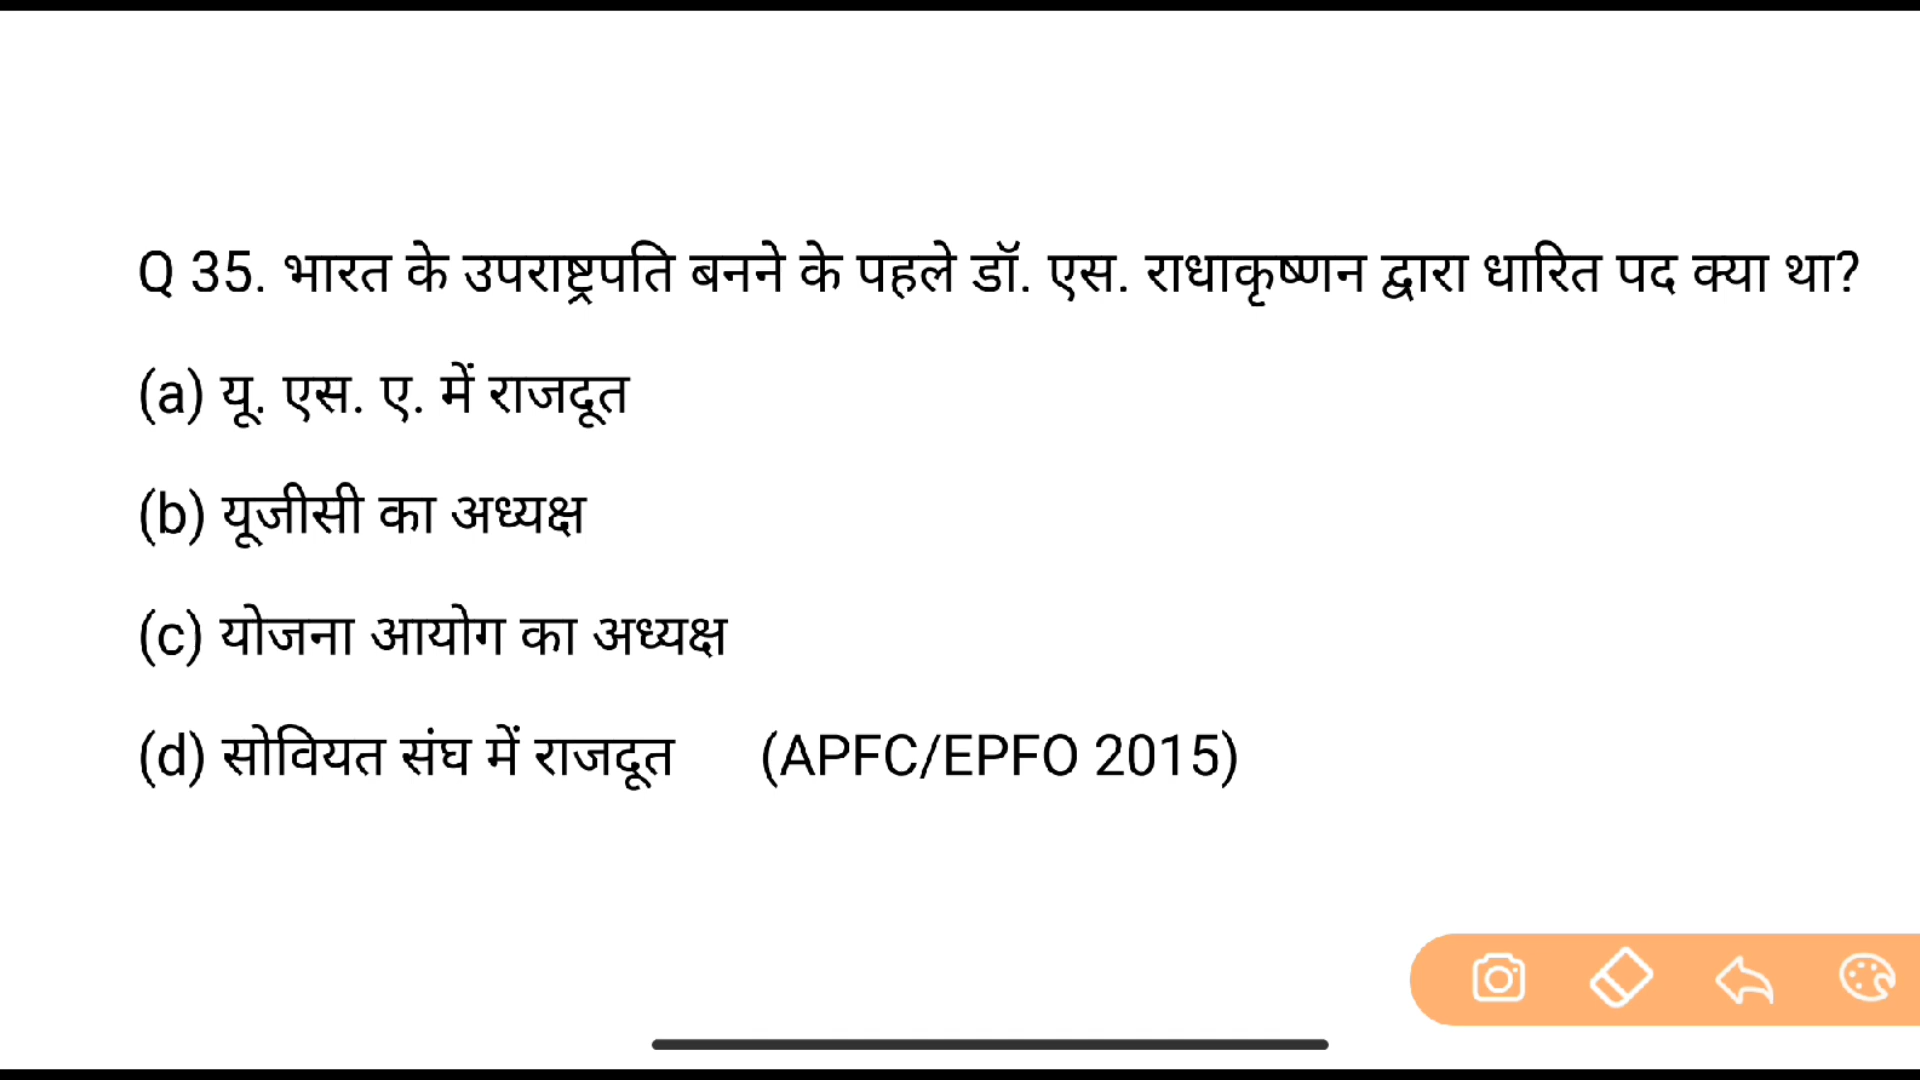 Q 35. भारत के उपराष्ट्रपति बनने के पहले डॉ. एस. राधाकृष्णन द्वारा धारित पद क्या था?
(a) यू. एस. ए. में राजदूत
(b) यूजीसी का अध्यक्ष
(c) योजना आयोग का अध्यक्ष
(d) सोवियत संघ में राजदूत (APFC/EPFO 2015)